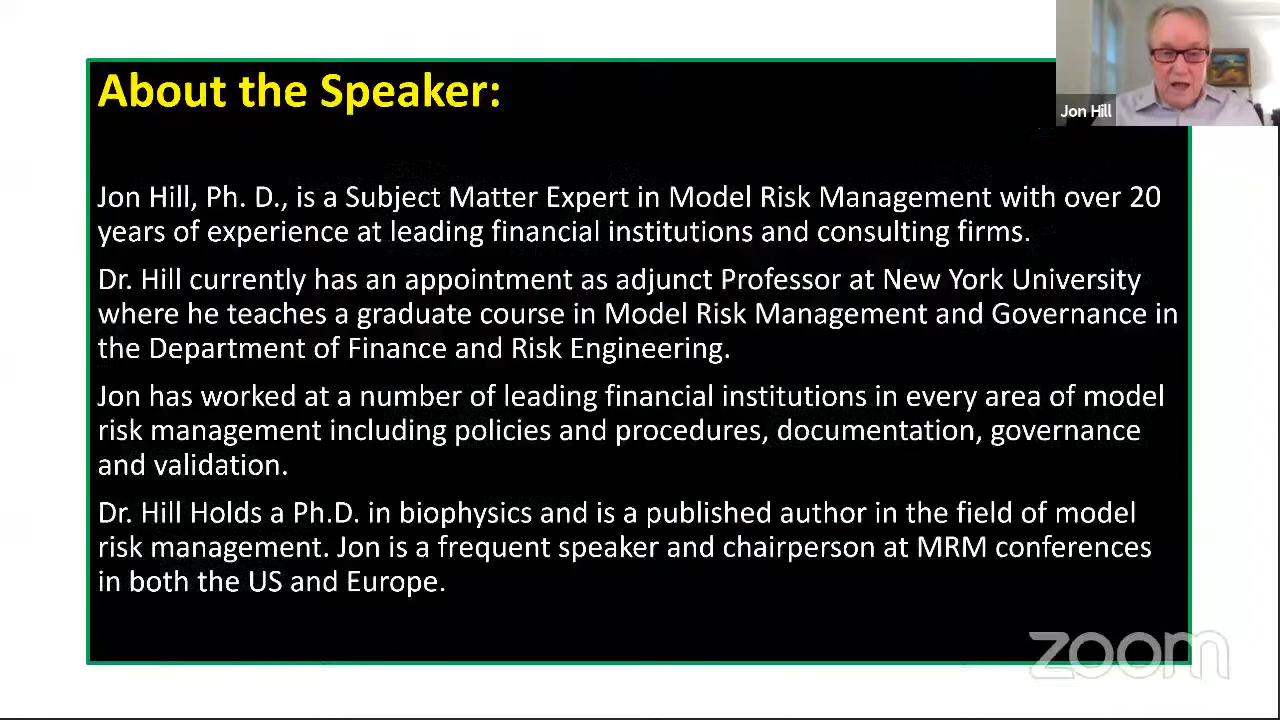 About the Speaker:
Jon Hill
Jon Hill, Ph. D., is a Subject Matter Expert in Model Risk Management with over 20
years of experience at leading financial institutions and consulting firms.
Dr. Hill currently has an appointment as adjunct Professor at New York University
where he teaches a graduate course in Model Risk Management and Governance in
the Department of Finance and Risk Engineering.
Jon has worked at a number of leading financial institutions in every area of model
risk management including policies and procedures, documentation, governance
and validation.
Dr. Hill Holds a Ph.D. in biophysics and is a published author in the field of model
risk management. Jon is a frequent speaker and chairperson at MRM conferences
in both the US and Europe.
zoom